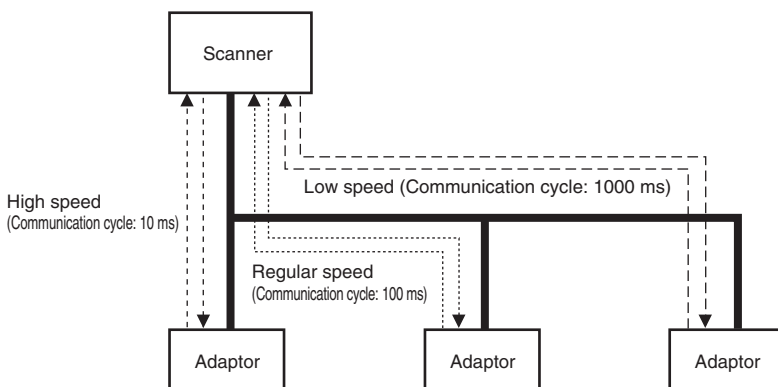 Scanner
Low speed (Communication cycle: 1000 ms)
High speed
(Communication cycle: 10 ms)
Regular speed
(Communication cycle: 100 ms)
Adaptor
Adaptor
Adaptor